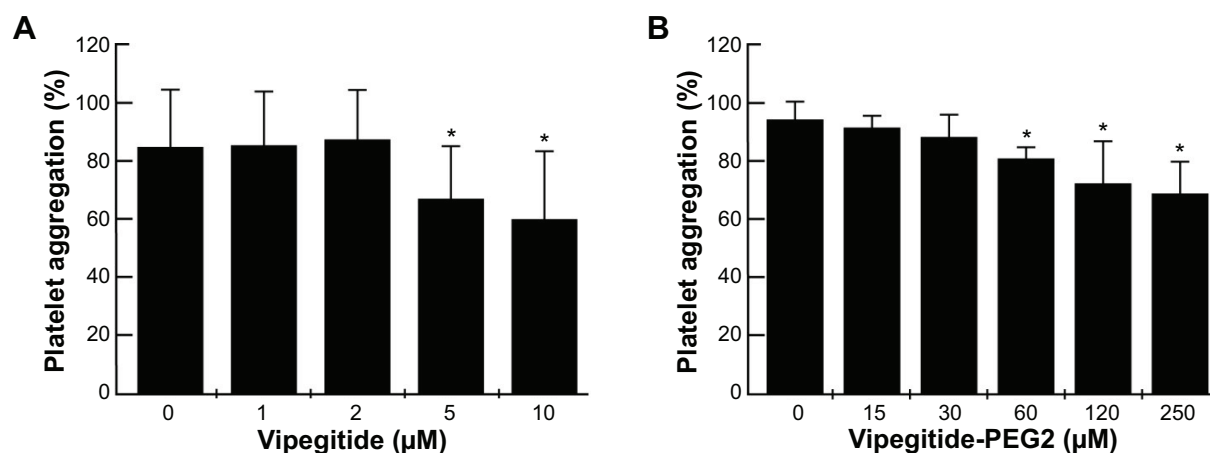 A
Platelet aggregation (%)
120
100
80
60
40
20
0
* *
0 1 2 5 10
Vipegitide (µM)
B
Platelet aggregation (%)
120
100
80
60
40
20
0
* * *
0 15 30 60 120 250
Vipegitide-PEG2 (µM)